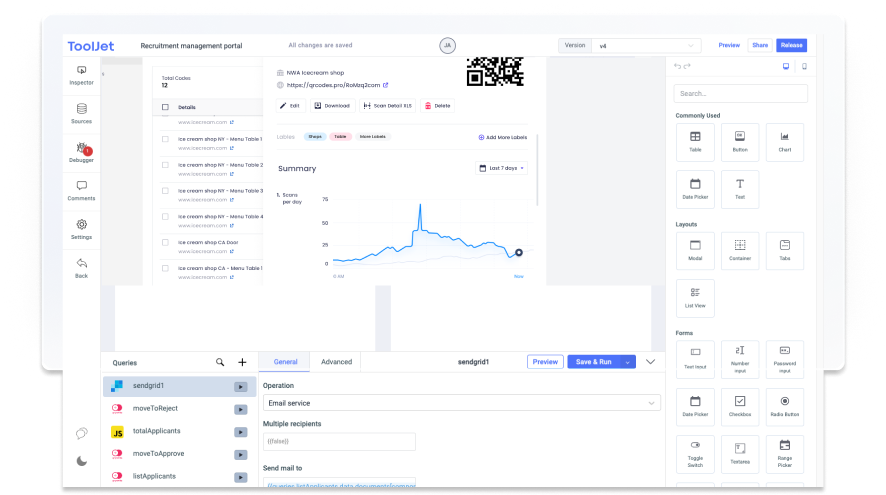 ToolJet
Recruitment management portal
All changes are saved
JA
Version
v4
Preview
Share
Release
Inspector
Sources
1
Debugger
Comments
Settings
Back
Total Codes
12
Details
www.icecream.com
Ice cream shop NY - Menu Table 1
www.icecream.com
Ice cream shop NY - Menu Table 2
www.icecream.com
Ice cream shop NY - Menu Table 3
www.icecream.com
Ice cream shop NY - Menu Table 4
www.icecream.com
Ice cream shop CA Door
www.icecream.com
Ice cream shop CA - Menu Table 1
www.icecream.com
NWA Icecream shop
https://qrcodes.pro/RoMzq2com
Edit
Download
Scan Detail XLS
Delete
Lables
Shops
Table
More Labels
Add More Labels
Summary
Last 7 days
Scans
per day
75
50
25
0
Now
Search...
Commonly Used
Table
Button
Chart
Date Picker
Text
Layouts
Modal
Container
Tabs
List View
Forms
Text Input
Number
input
Password
input
Date Picker
Checkbox
Radio Button
Toggle
Switch
Textarea
Range
Picker
Queries
General
Advanced
sendgrid1
Preview
Save & Run
sendgrid1
moveToReject
JS
totalApplicants
moveToApprove
listApplicants
Operation
Email service
Multiple recipients
{{false}}
Send mail to